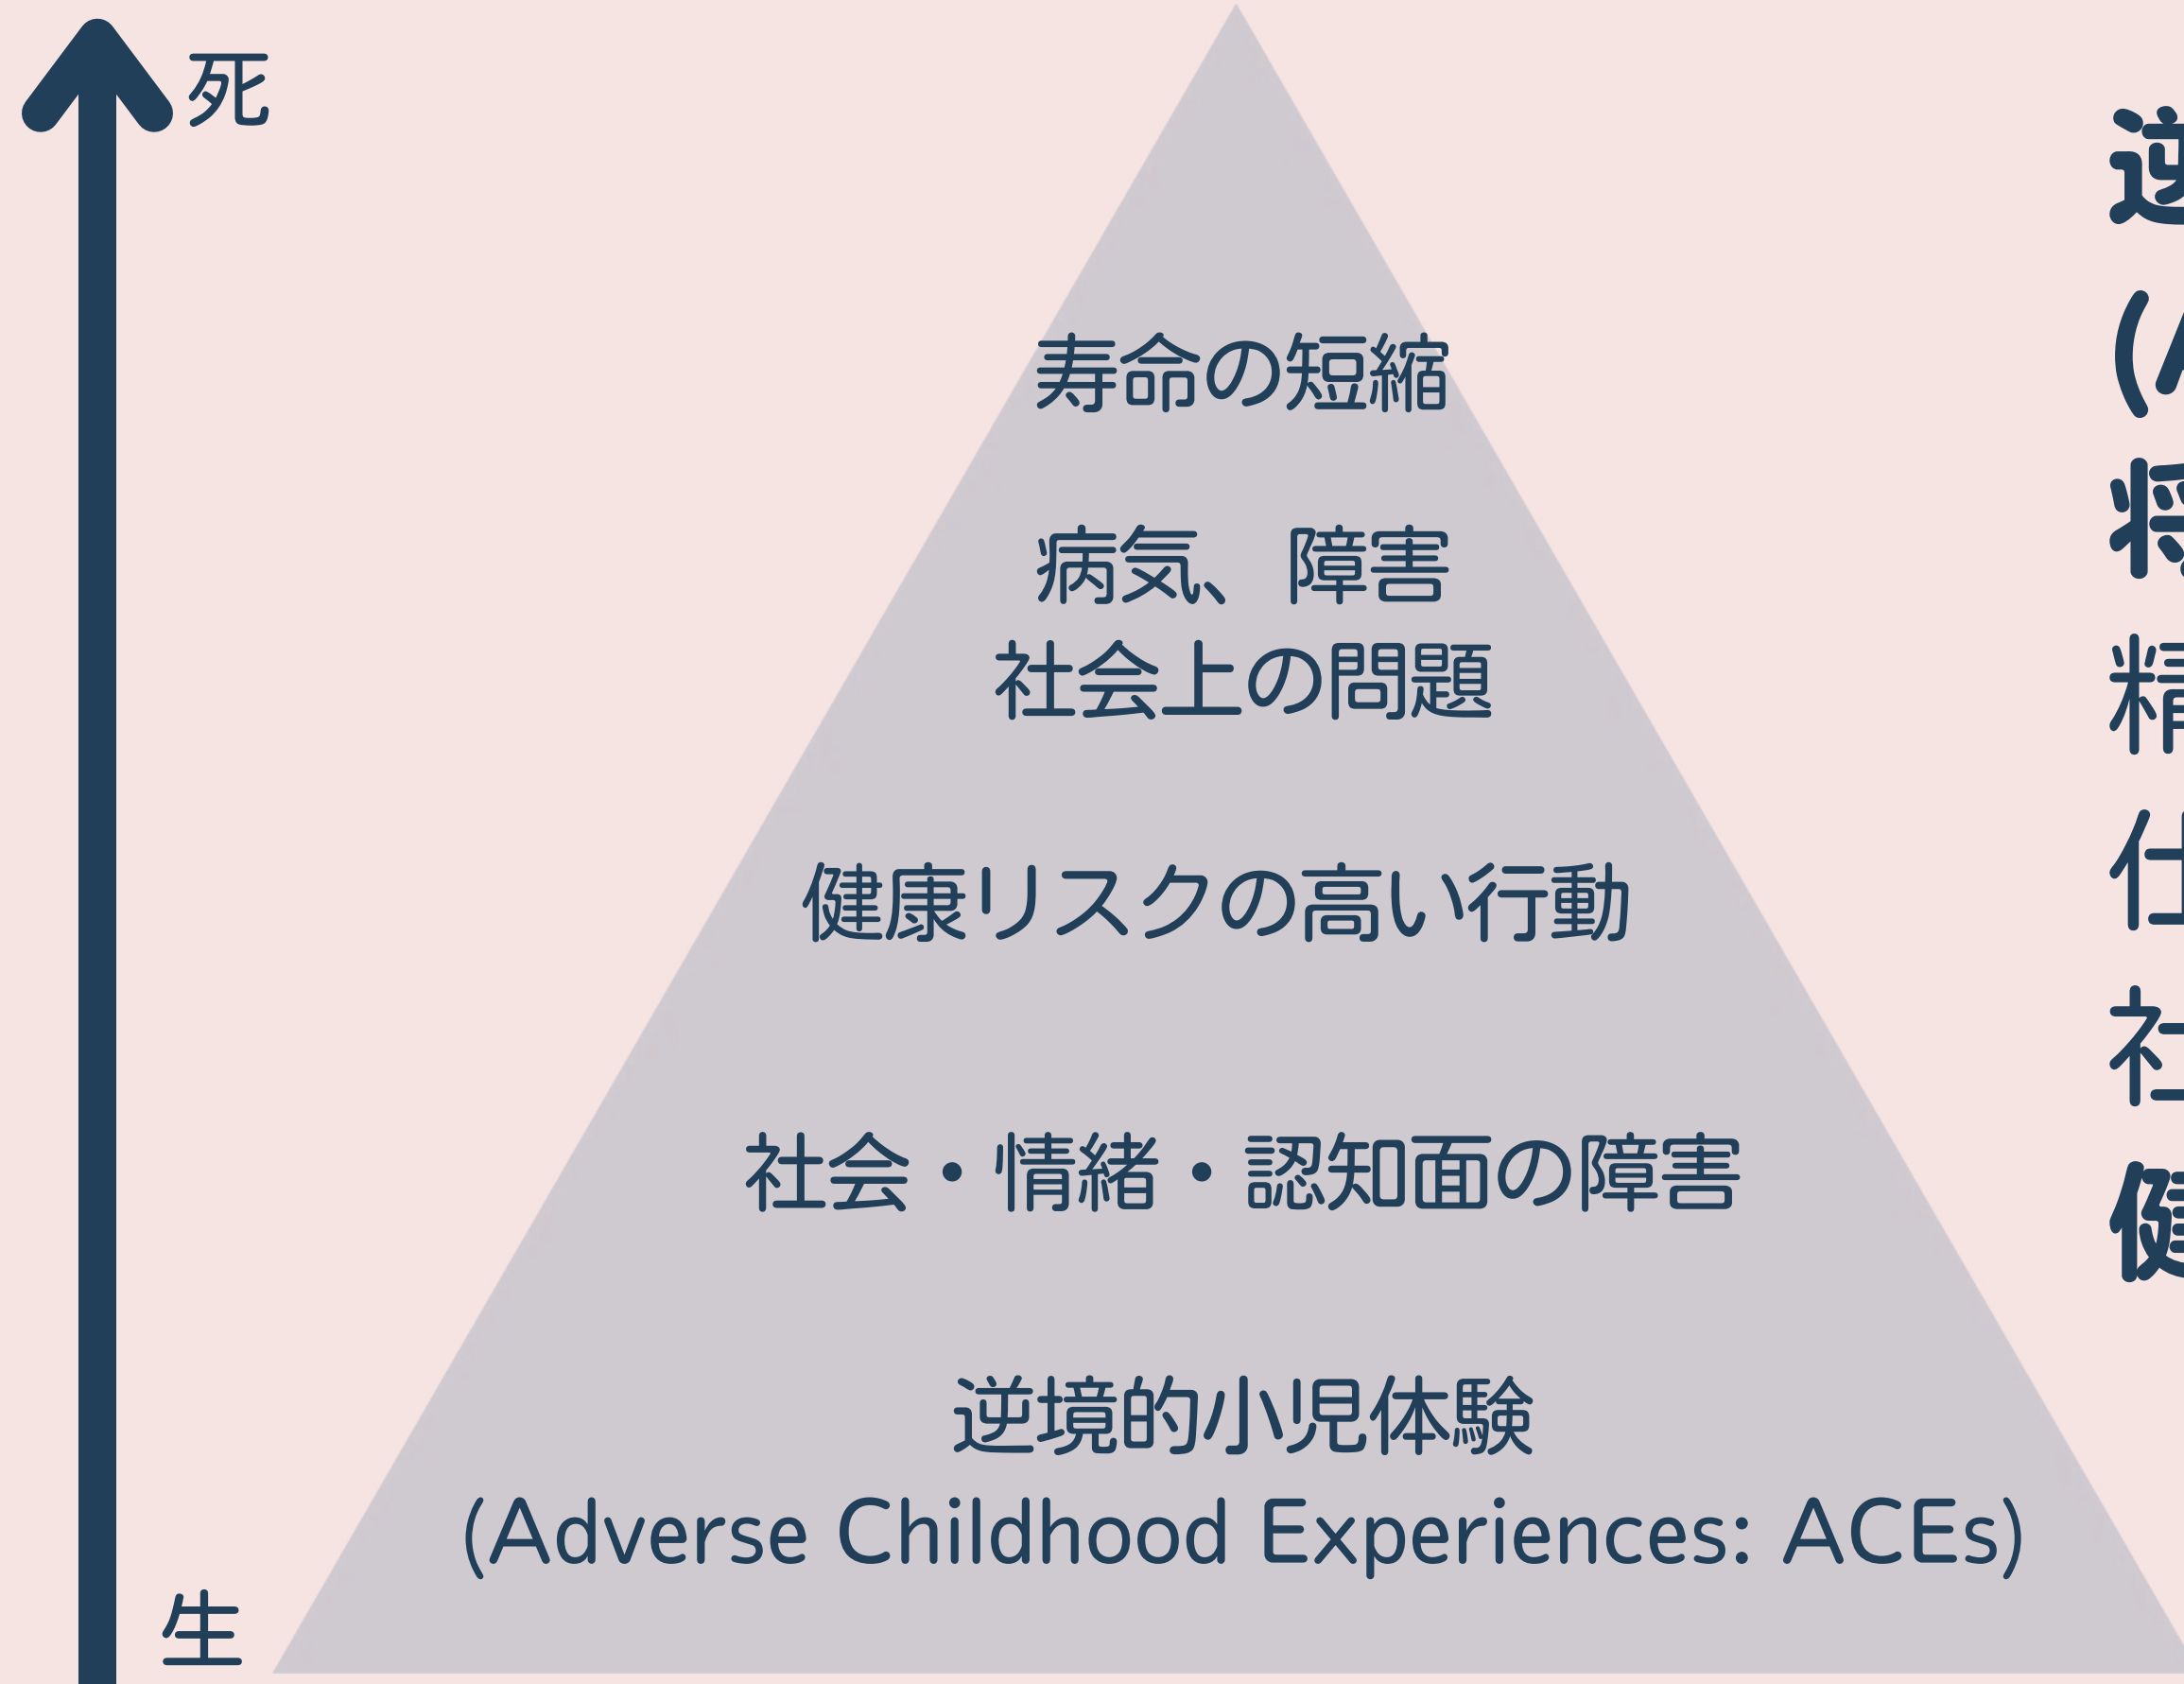 死
寿命の短縮
病気、障害
社会上の問題
健康リスクの高い行動
社会・情緒・認知面の障害
逆境的小児体験
(Adverse Childhood Experiences: ACEs)
生